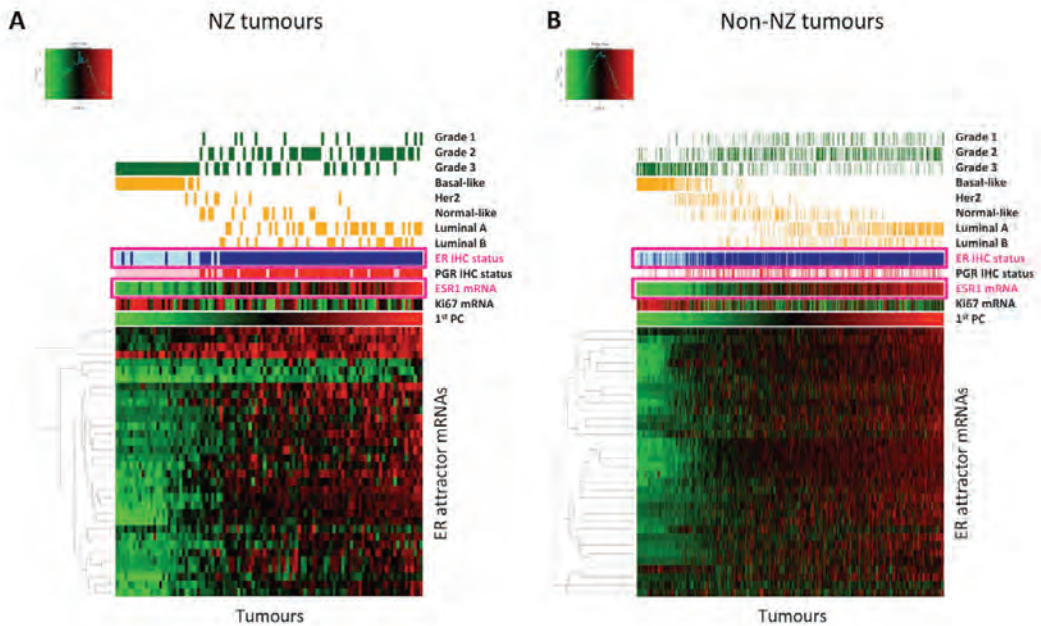 A
NZ tumours
Grade 1
Grade 2
Grade 3
Basal-like
Her2
Normal-like
Luminal A
Luminal B
ER IHC status
PGR IHC status
ESR1 mRNA
Ki67 mRNA
1st PC
ER attractor mRNAs
Tumours
B
Non-NZ tumours
Grade 1
Grade 2
Grade 3
Basal-like
Her2
Normal-like
Luminal A
Luminal B
ER IHC status
PGR IHC status
ESR1 mRNA
Ki67 mRNA
1st PC
ER attractor mRNAs
Tumours